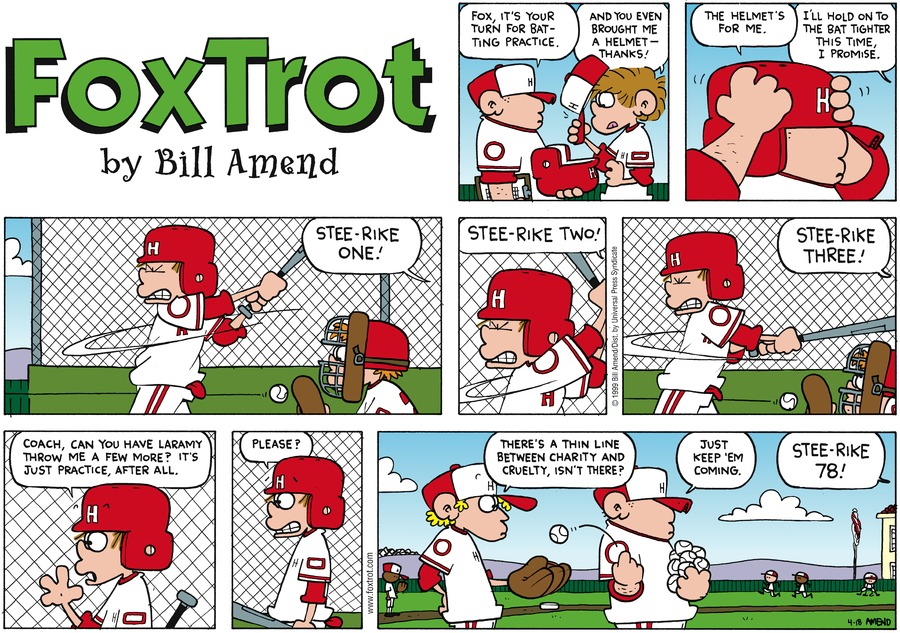 FoxTrot
by Bill Amend
FOX, IT'S YOUR
TURN FOR BAT-
TING PRACTICE.
AND YOU EVEN
BROUGHT ME
A HELMET—
THANKS!
H
H
O
O
THE HELMET'S
FOR ME.
I'LL HOLD ON TO
THE BAT TIGHTER
THIS TIME,
I PROMISE.
H
STEE-RIKE
ONE!
H
STEE-RIKE TWO!
H
© 1999 Bill Amend/Dist. by Universal Press Syndicate
STEE-RIKE
THREE!
H
COACH, CAN YOU HAVE LARAMY
THROW ME A FEW MORE? IT'S
JUST PRACTICE, AFTER ALL.
H
PLEASE?
H
www.foxtrot.com
THERE'S A THIN LINE
BETWEEN CHARITY AND
CRUELTY, ISN'T THERE?
JUST
KEEP 'EM
COMING.
STEE-RIKE
78!
H
H
4-18 AMEND